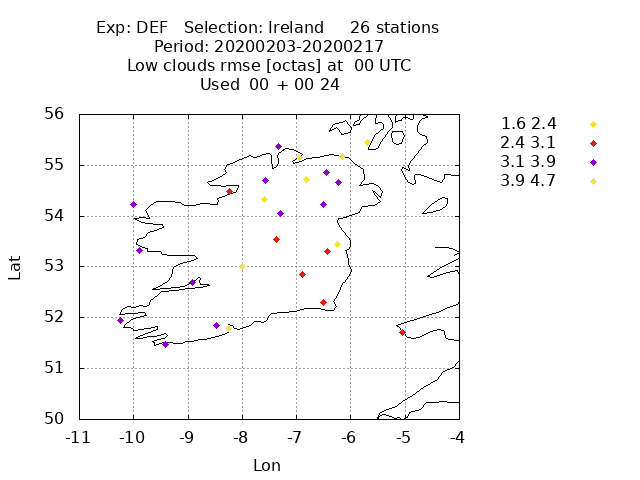 Exp: DEF   Selection: Ireland     26 stations
Period: 20200203-20200217
Low clouds rmse [octas] at  00 UTC
Used  00 + 00 24
1.6 2.4
2.4 3.1
3.1 3.9
3.9 4.7
56
55
54
53
52
51
50
Lat
-11 -10 -9 -8 -7 -6 -5 -4
Lon